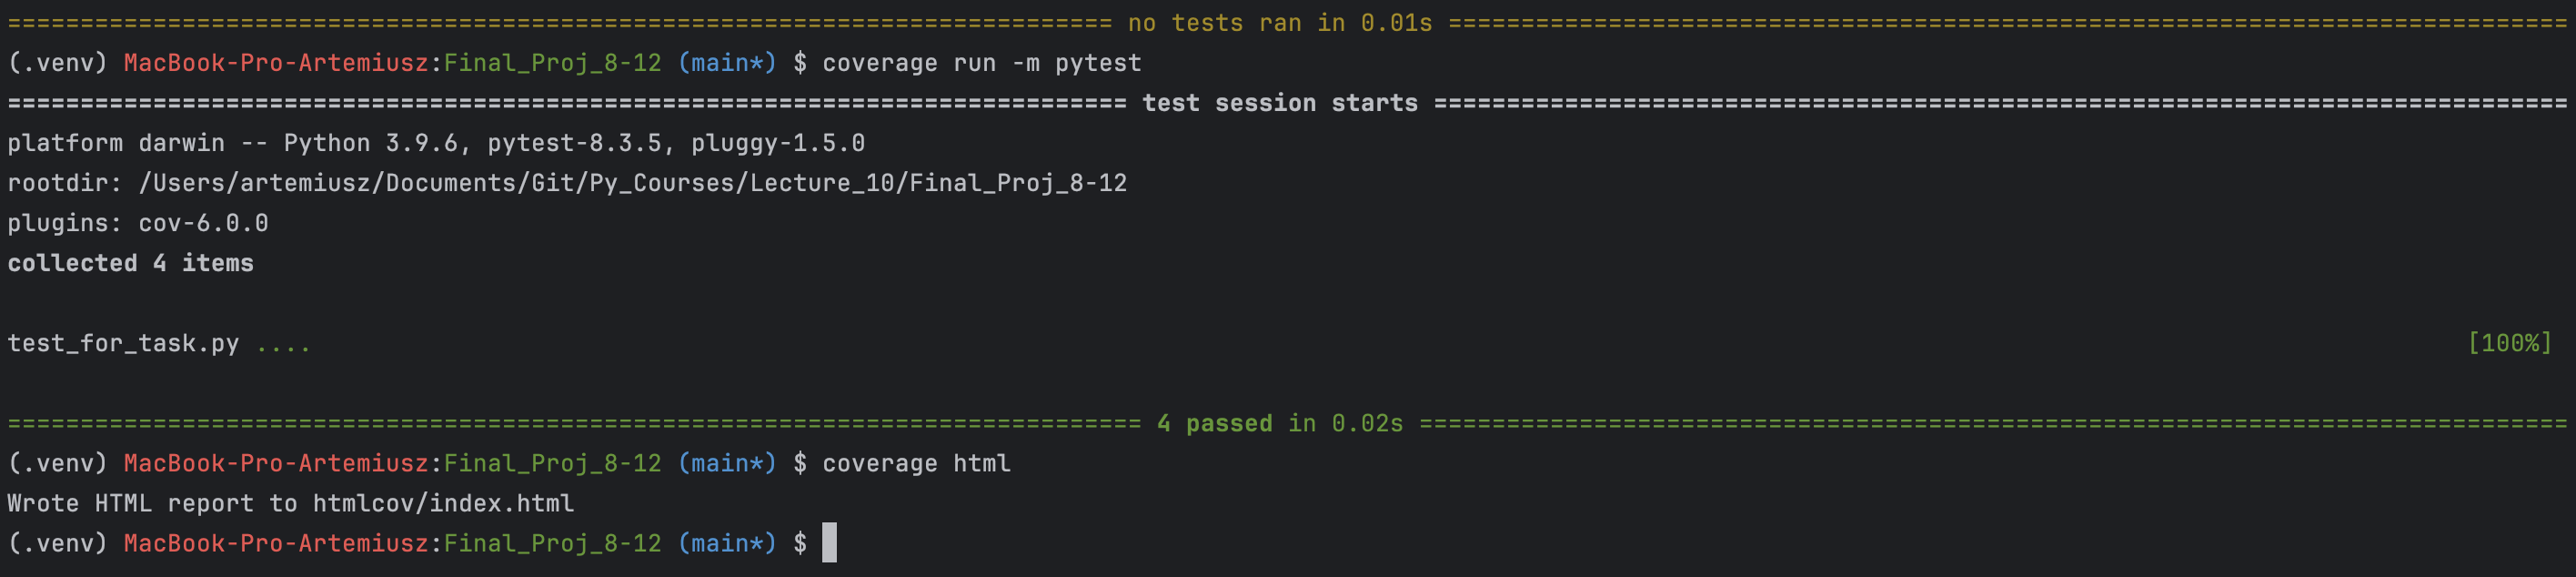 ============================================================================ no tests ran in 0.01s =============================================================================
(.venv) MacBook-Pro-Artemiusz:Final_Proj_8-12 (main*) $ coverage run -m pytest
============================================================================= test session starts ==============================================================================
platform darwin -- Python 3.9.6, pytest-8.3.5, pluggy-1.5.0
rootdir: /Users/artemiusz/Documents/Git/Py_Courses/Lecture_10/Final_Proj_8-12
plugins: cov-6.0.0
collected 4 items
test_for_task.py .... [100%]
============================================================================== 4 passed in 0.02s ===============================================================================
(.venv) MacBook-Pro-Artemiusz:Final_Proj_8-12 (main*) $ coverage html
Wrote HTML report to htmlcov/index.html
(.venv) MacBook-Pro-Artemiusz:Final_Proj_8-12 (main*) $